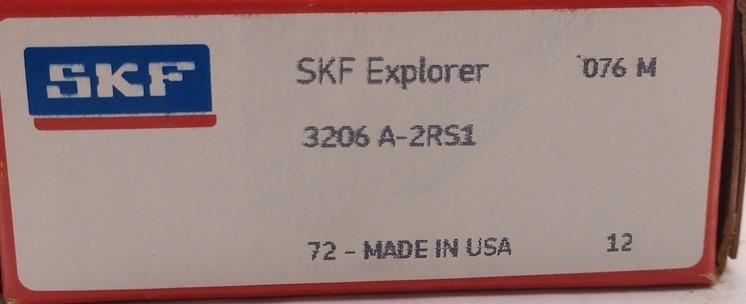 SKF
SKF Explorer 076 M
3206 A-2RS1
72 - MADE IN USA 12